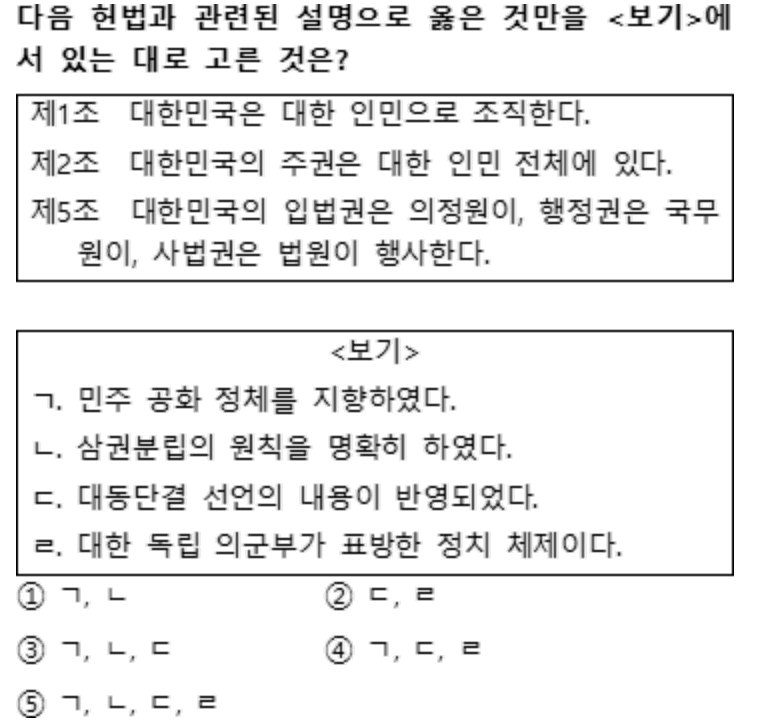 다음 헌법과 관련된 설명으로 옳은 것만을 <보기>에
서 있는 대로 고른 것은?
제1조 대한민국은 대한 인민으로 조직한다.
제2조 대한민국의 주권은 대한 인민 전체에 있다.
제5조 대한민국의 입법권은 의정원이, 행정권은 국무
원이, 사법권은 법원이 행사한다.
<보기>
ㄱ. 민주 공화 정체를 지향하였다.
ㄴ. 삼권분립의 원칙을 명확히 하였다.
ㄷ. 대동단결 선언의 내용이 반영되었다.
ㄹ. 대한 독립 의군부가 표방한 정치 체제이다.
① ㄱ, ㄴ ② ㄷ, ㄹ
③ ㄱ, ㄴ, ㄷ ④ ㄱ, ㄷ, ㄹ
⑤ ㄱ, ㄴ, ㄷ, ㄹ